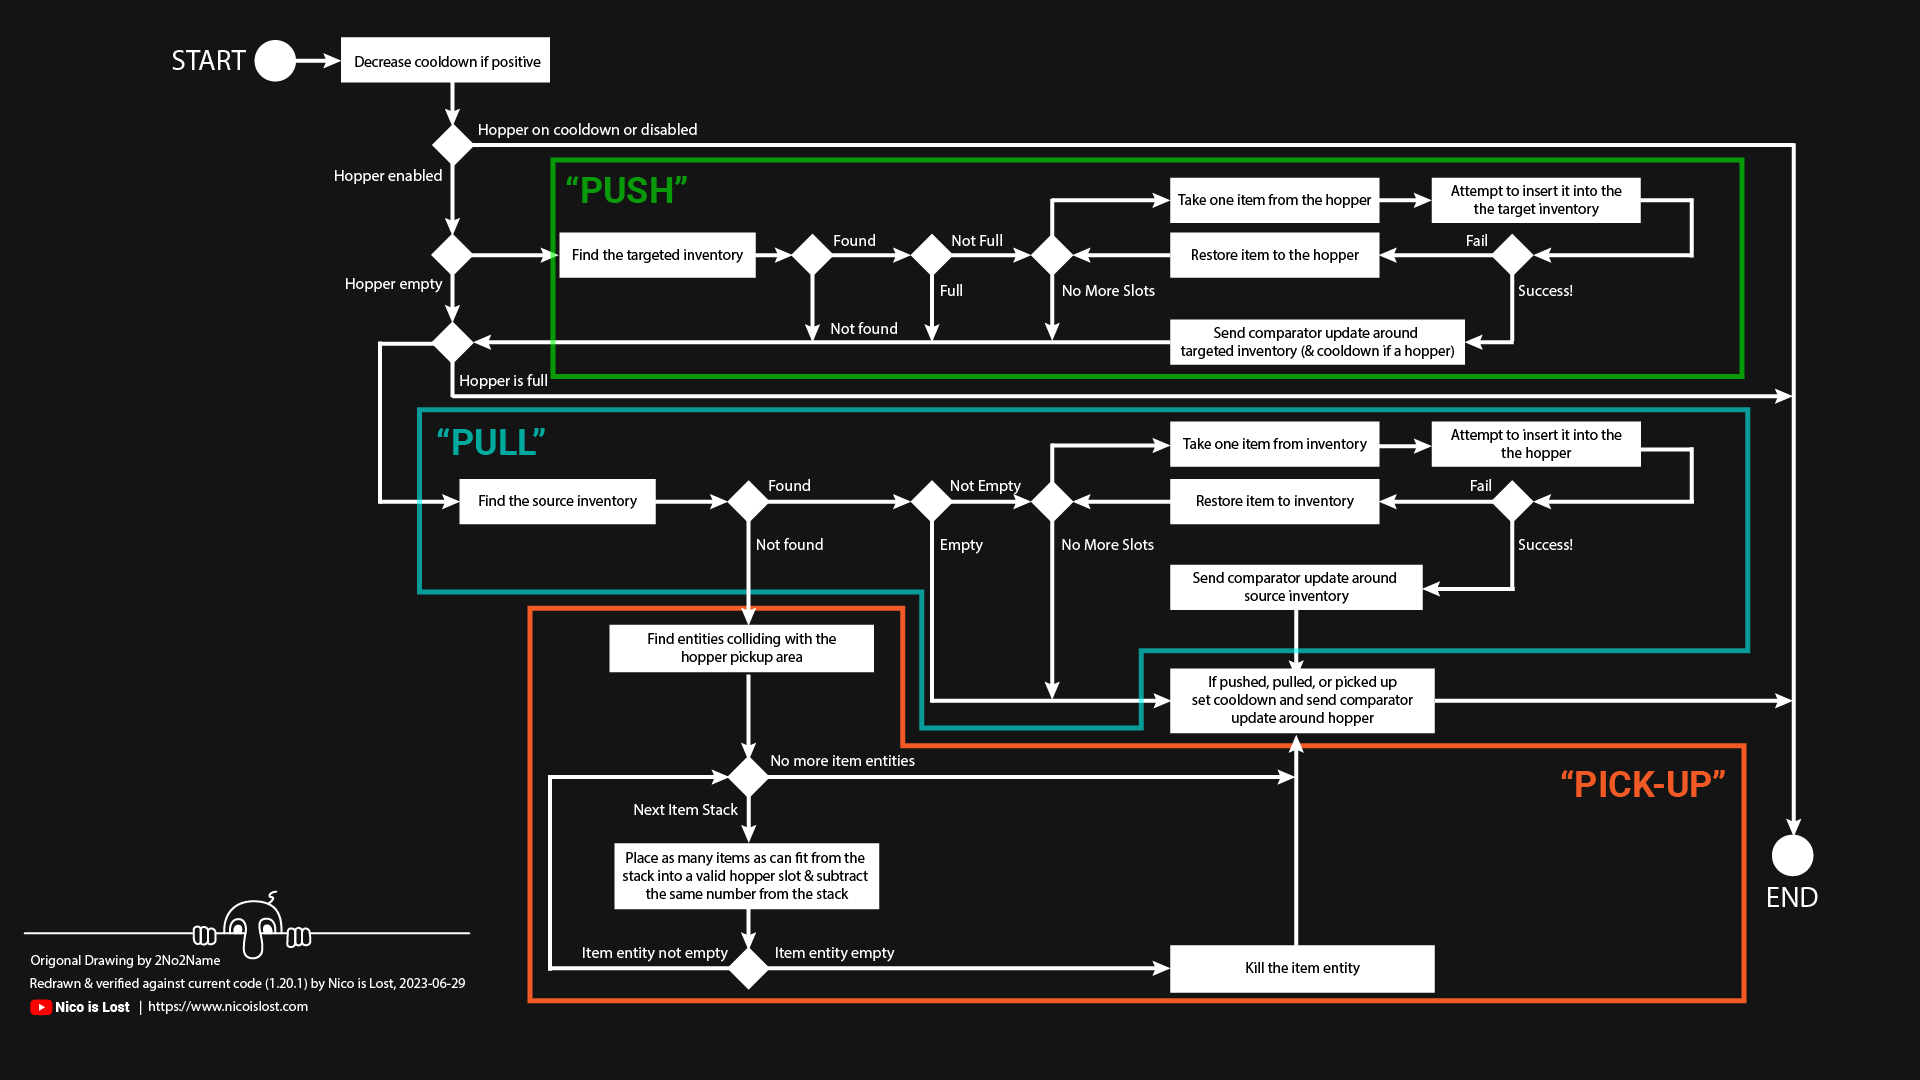 START
Decrease cooldown if positive
Hopper on cooldown or disabled
Hopper enabled
“PUSH”
Take one item from the hopper
Attempt to insert it into the
the target inventory
Find the targeted inventory
Found
Not Full
Restore item to the hopper
Fail
Hopper empty
Full
No More Slots
Success!
Not found
Send comparator update around
targeted inventory (& cooldown if a hopper)
Hopper is full
“PULL”
Take one item from inventory
Attempt to insert it into the
the hopper
Find the source inventory
Found
Not Empty
Restore item to inventory
Fail
Not found
Empty
No More Slots
Success!
Send comparator update around
source inventory
Find entities colliding with the
hopper pickup area
If pushed, pulled, or picked up
set cooldown and send comparator
update around hopper
No more item entities
“PICK-UP”
Next Item Stack
Place as many items as can fit from the
stack into a valid hopper slot & subtract
the same number from the stack
Item entity not empty
Item entity empty
Kill the item entity
END
Origonal Drawing by 2No2Name
Redrawn & verified against current code (1.20.1) by Nico is Lost, 2023-06-29
Nico is Lost | https://www.nicoislost.com